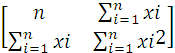 [n ∑ⁿᵢ₌₁ xi
∑ⁿᵢ₌₁ xi ∑ⁿᵢ₌₁ xi²]